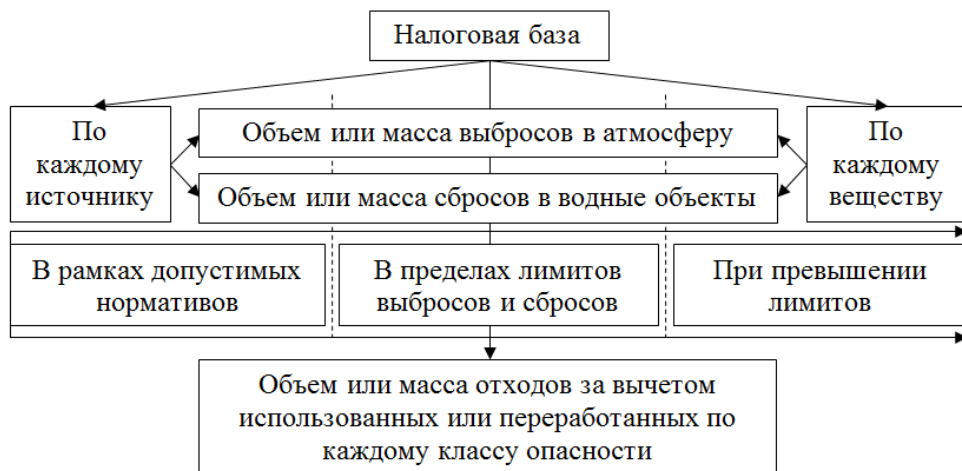 Налоговая база
По
каждому
источнику
Объем или масса выбросов в атмосферу
Объем или масса сбросов в водные объекты
По
каждому
веществу
В рамках допустимых
нормативов
В пределах лимитов
выбросов и сбросов
При превышении
лимитов
Объем или масса отходов за вычетом
использованных или переработанных по
каждому классу опасности